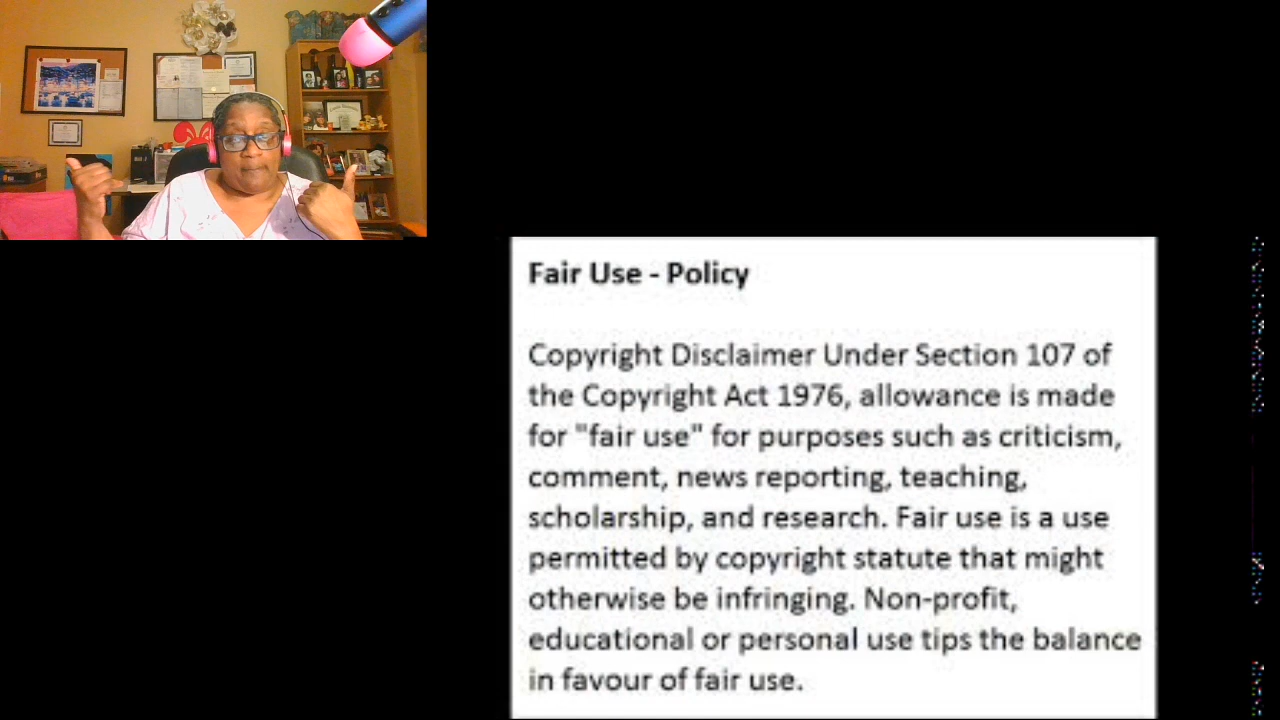 Fair Use - Policy
Copyright Disclaimer Under Section 107 of
the Copyright Act 1976, allowance is made
for "fair use" for purposes such as criticism,
comment, news reporting, teaching,
scholarship, and research. Fair use is a use
permitted by copyright statute that might
otherwise be infringing. Non-profit,
educational or personal use tips the balance
in favour of fair use.